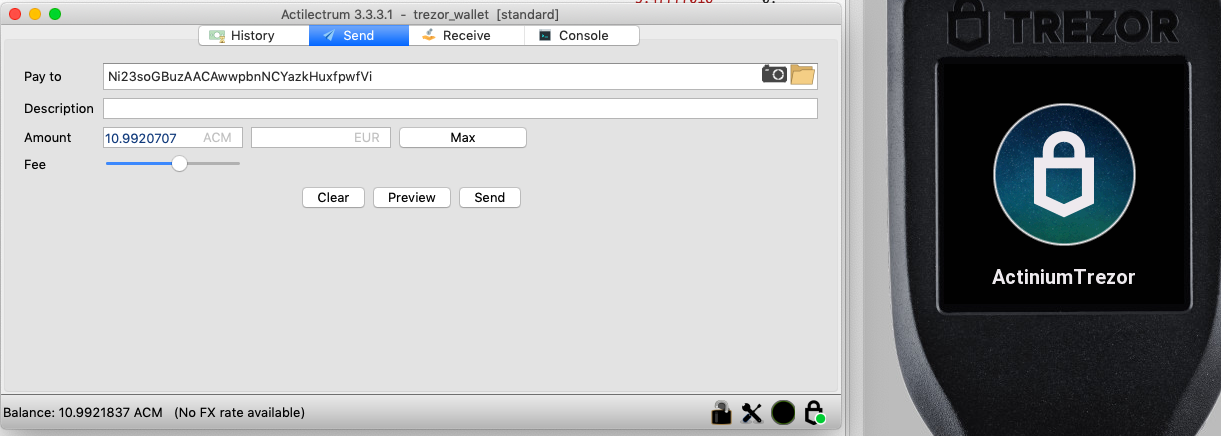 Actilectrum 3.3.3.1 - trezor_wallet [standard]
History Send Receive Console
Pay to Ni23soGBuzAACAwwpbnNCYazkHuxfpwfVi
Description
Amount 10.9920707 ACM EUR Max
Fee
Clear Preview Send
Balance: 10.9921837 ACM (No FX rate available)
TREZOR
ActiniumTrezor